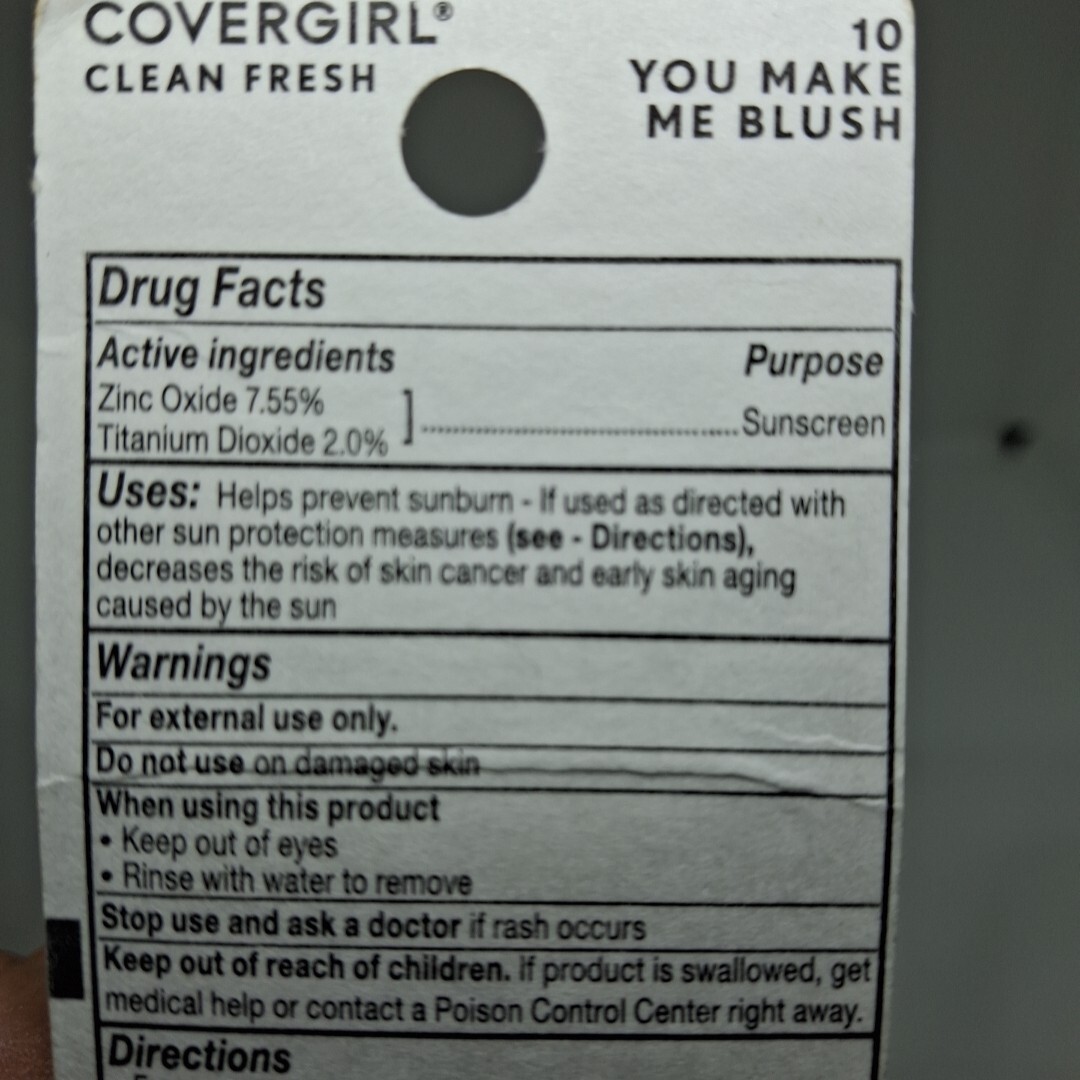 COVERGIRL®
CLEAN FRESH
10
YOU MAKE
ME BLUSH
Drug Facts
Active ingredients Purpose
Zinc Oxide 7.55%
Titanium Dioxide 2.0% ] ........................................ Sunscreen
Uses: Helps prevent sunburn - If used as directed with
other sun protection measures (see - Directions),
decreases the risk of skin cancer and early skin aging
caused by the sun
Warnings
For external use only.
Do not use on damaged skin
When using this product
• Keep out of eyes
• Rinse with water to remove
Stop use and ask a doctor if rash occurs
Keep out of reach of children. If product is swallowed, get
medical help or contact a Poison Control Center right away.
Directions